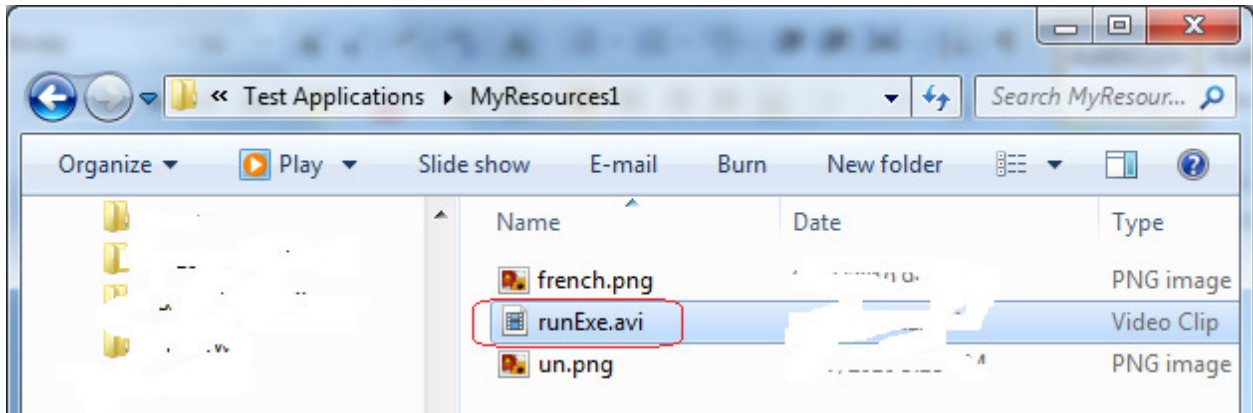 « Test Applications MyResources1 Search MyResour...
Organize Play Slide show E-mail Burn New folder
Name Date Type
french.png PNG image
runExe.avi Video Clip
un.png PNG image